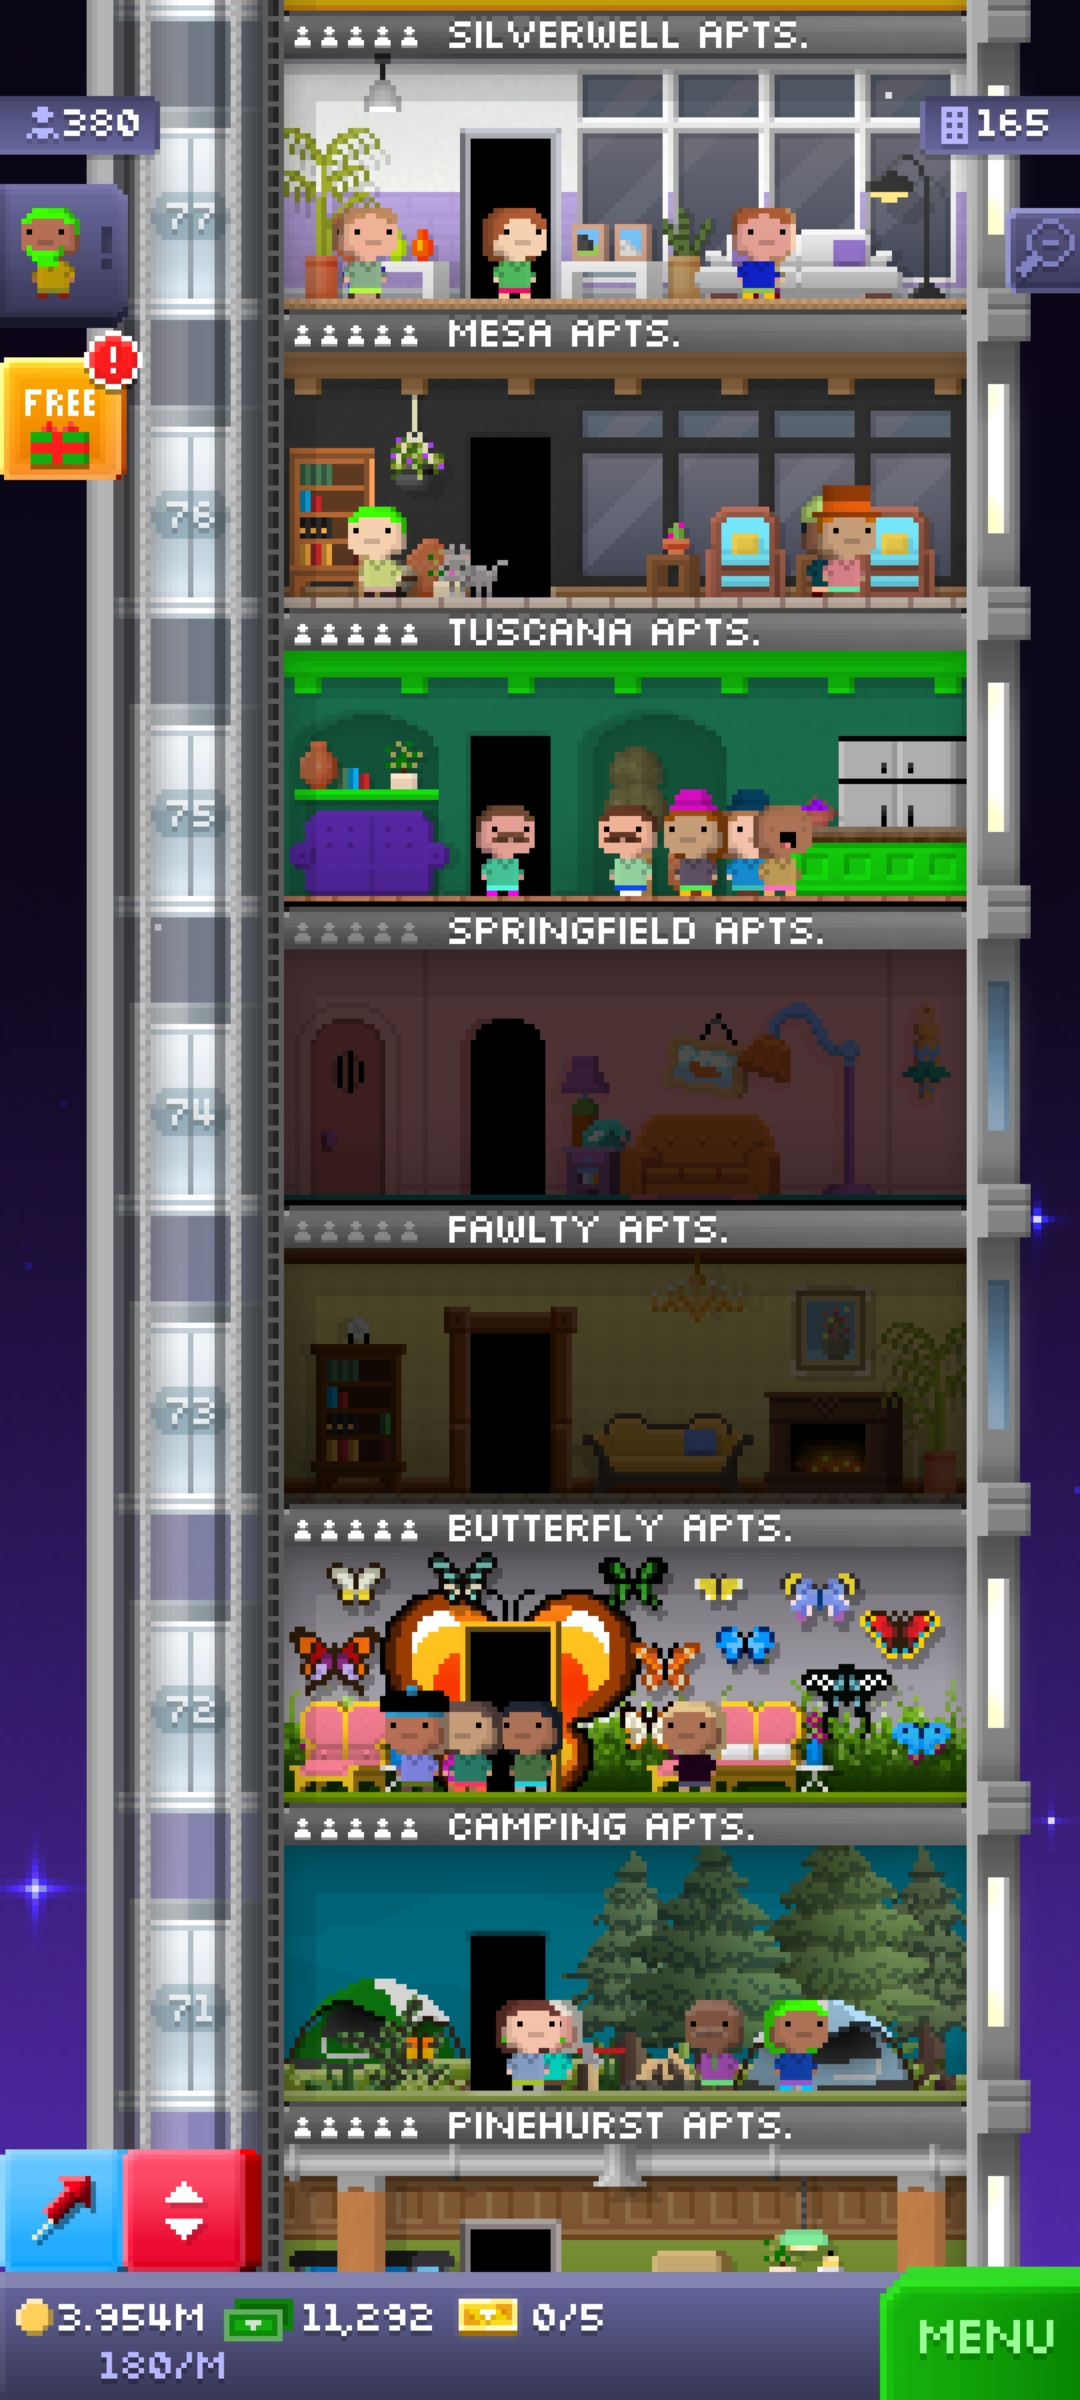 SILVERWELL APTS.
380
165
77
FREE
!
MESA APTS.
76
TUSCANA APTS.
75
SPRINGFIELD APTS.
74
FAWLTY APTS.
73
BUTTERFLY APTS.
72
CAMPING APTS.
71
PINEHURST APTS.
3.954M 11,292 0/5
180/M
MENU